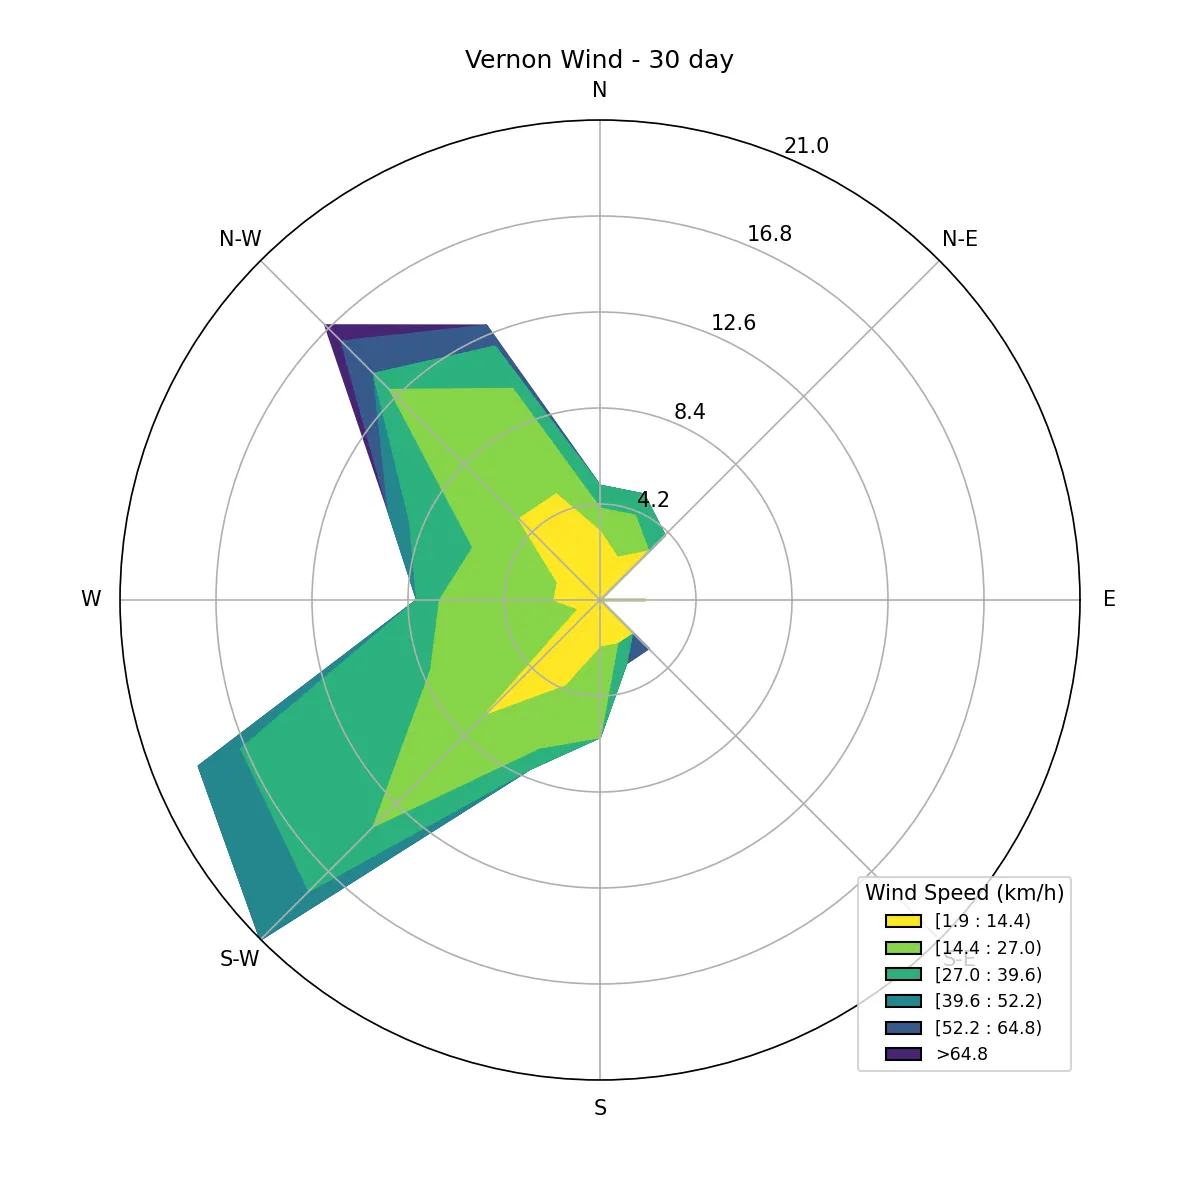 Vernon Wind - 30 day
N
21.0
N-W
N-E
16.8
12.6
8.4
4.2
W
E
S-W
S-E
Wind Speed (km/h)
[1.9 : 14.4)
[14.4 : 27.0)
[27.0 : 39.6)
[39.6 : 52.2)
[52.2 : 64.8)
>64.8
S